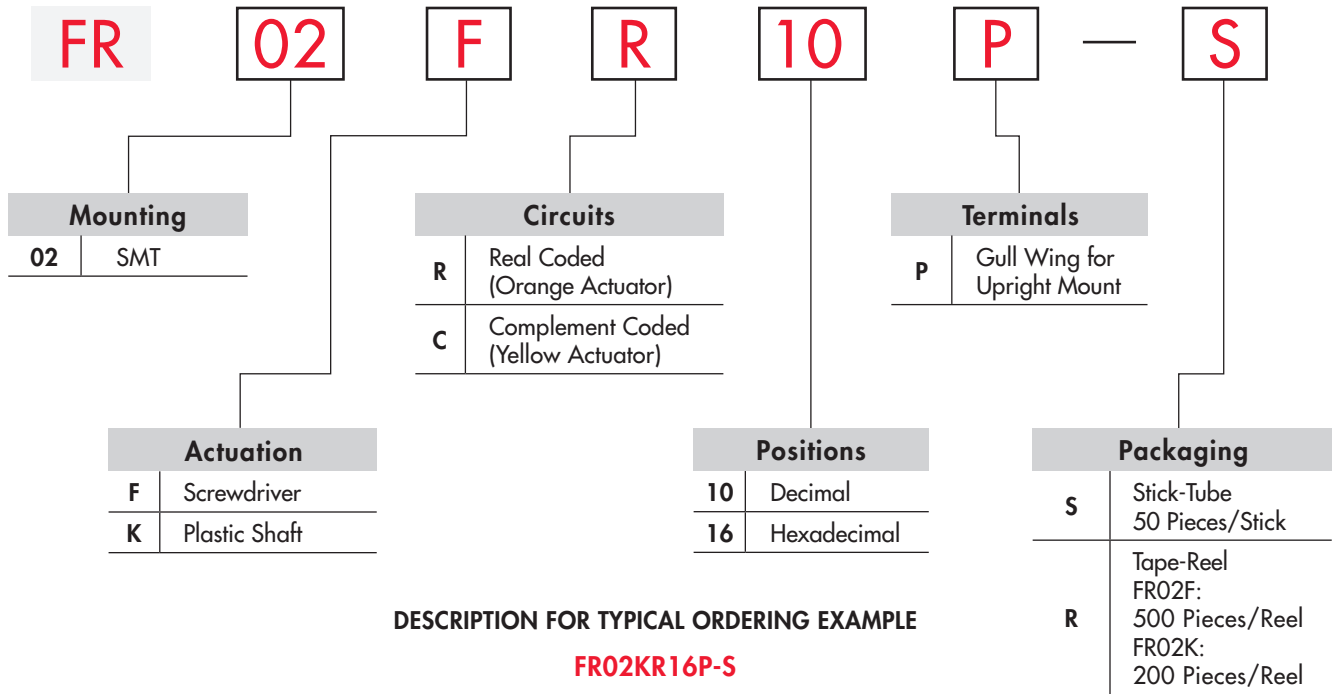 FR 02 F R 10 P — S
Mounting
02 SMT
Circuits
R Real Coded
(Orange Actuator)
C Complement Coded
(Yellow Actuator)
Terminals
P Gull Wing for
Upright Mount
Actuation
F Screwdriver
K Plastic Shaft
Positions
10 Decimal
16 Hexadecimal
Packaging
S Stick-Tube
50 Pieces/Stick
R Tape-Reel
FR02F:
500 Pieces/Reel
FR02K:
200 Pieces/Reel
DESCRIPTION FOR TYPICAL ORDERING EXAMPLE
FR02KR16P-S